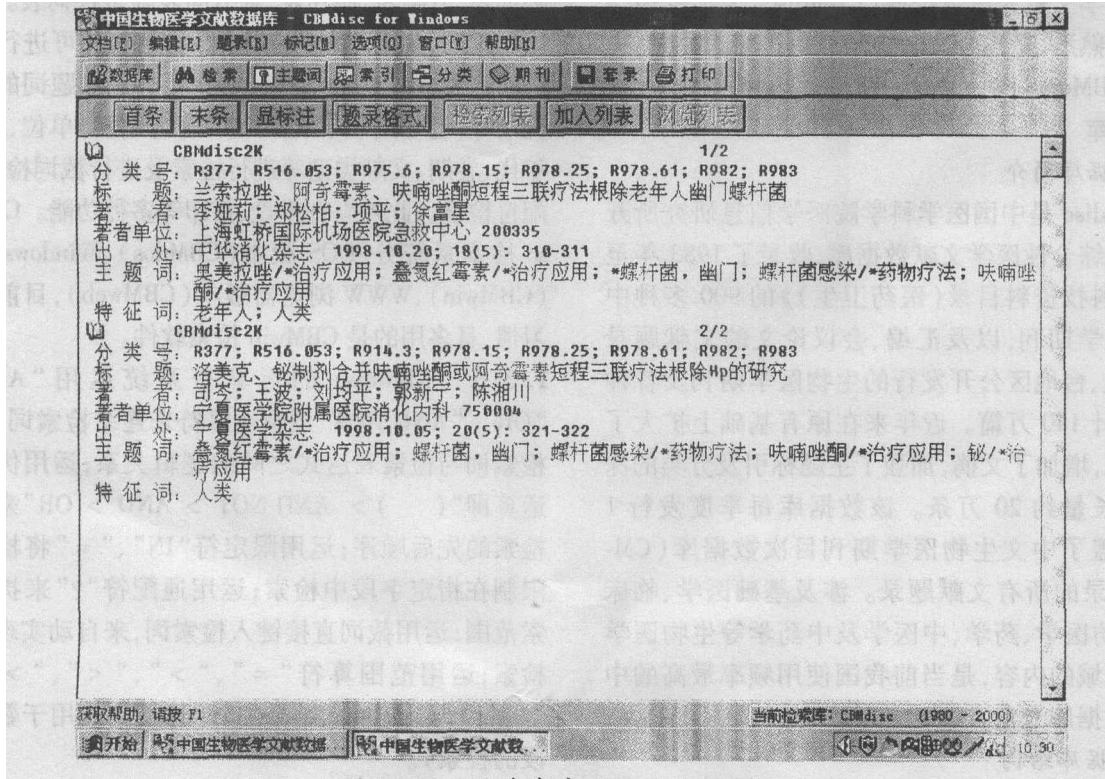 中国生物医学文献数据库 - CBMdisc for Windows
文档[F] 编辑[E] 题录[R] 标记[M] 选项[O] 窗口[W] 帮助[H]
数据库 检索 主题词 索引 分类 期刊 套录 打印
首条 末条 显标注 题录格式 检索列表 加入列表 浏览列表
CBMdisc2K 1/2
分 类 号: R377; R516.053; R975.6; R978.15; R978.25; R978.61; R982; R983
标 题: 兰索拉唑、阿奇霉素、呋喃唑酮短程三联疗法根除老年人幽门螺杆菌
著 者: 李娅莉; 郑松柏; 项平; 徐富星
著者单位: 上海虹桥国际机场医院急救中心 200335
出 处: 中华消化杂志 1998.10.20; 18(5): 310-311
主 题 词: 奥美拉唑/*治疗应用; 叠氮红霉素/*治疗应用; *螺杆菌, 幽门; 螺杆菌感染/*药物疗法; 呋喃唑
酮/*治疗应用
特 征 词: 老年人; 人类
CBMdisc2K 2/2
分 类 号: R377; R516.053; R914.3; R978.15; R978.25; R978.61; R982; R983
标 题: 洛美克、铋制剂合并呋喃唑酮或阿奇霉素短程三联疗法根除Hp的研究
著 者: 司今; 王波; 刘均平; 郭新宁; 陈湘川
著者单位: 宁夏医学院附属医院消化内科 750004
出 处: 宁夏医学杂志 1998.10.05; 20(5): 321-322
主 题 词: 叠氮红霉素/*治疗应用; 螺杆菌, 幽门; 螺杆菌感染/*药物疗法; 呋喃唑酮/*治疗应用; 铋/*治
疗应用
特 征 词: 人类
获取帮助, 请按 F1 当前检索库: CBMdisc (1980 - 2000)
开始 中国生物医学文献数据... 中国生物医学文献数... 10:30